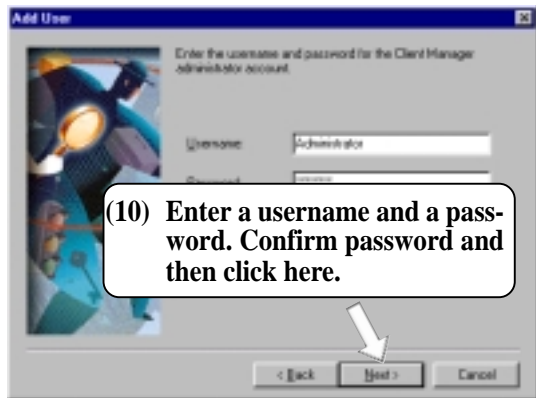 Add User
Enter the username and password for the Client Manager
administrator account.
Username:
Administrator
Password:
(10) Enter a username and a pass-
word. Confirm password and
then click here.
< Back
Next >
Cancel